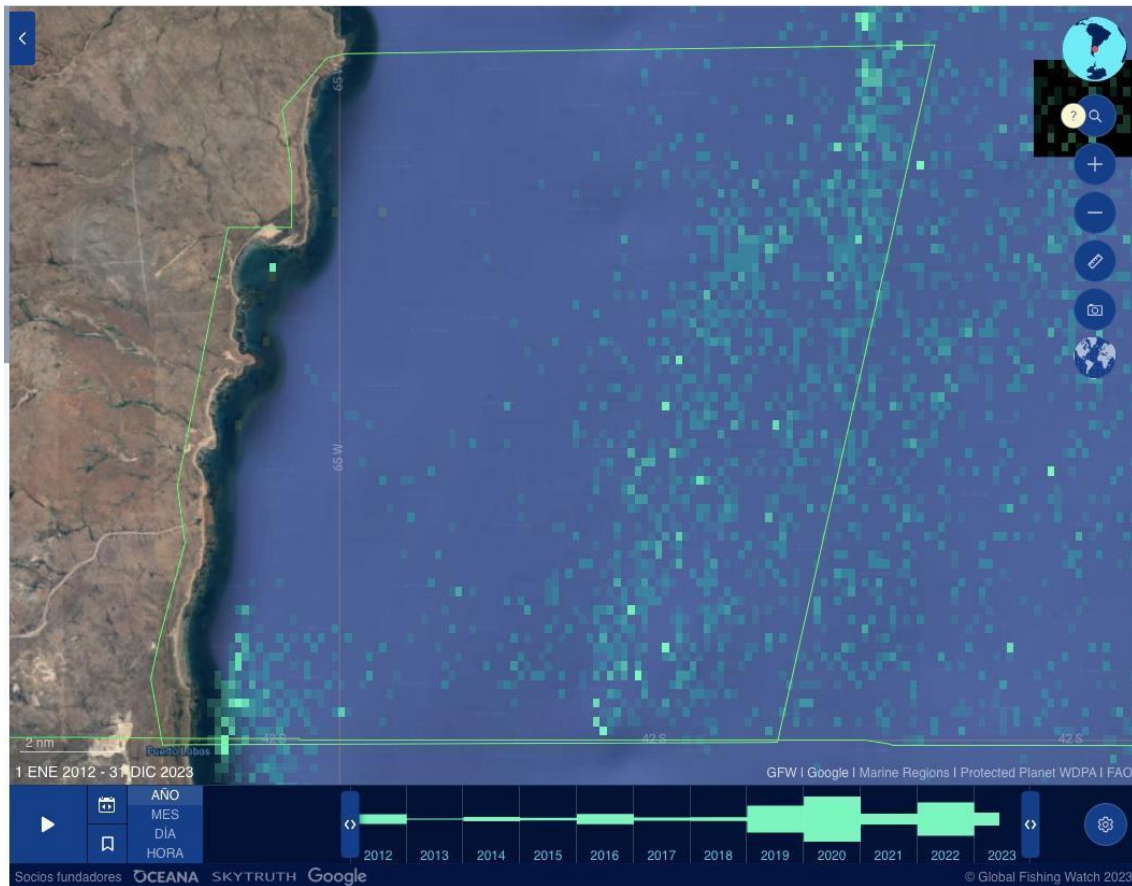 65 W
?
65 W
42 S
42 S
42 S
2 nm
Puerto Lobos
1 ENE 2012 - 31 DIC 2023
GFW | Google | Marine Regions | Protected Planet WDPA | FAO
AÑO
MES
DÍA
HORA
2012 2013 2014 2015 2016 2017 2018 2019 2020 2021 2022 2023
Socios fundadores OCEANA SKYTRUTH Google
© Global Fishing Watch 2023